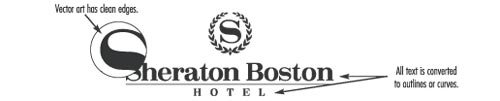 Vector art has clean edges.
S
S
Sheraton Boston
HOTEL
All text is converted
to outlines or curves.